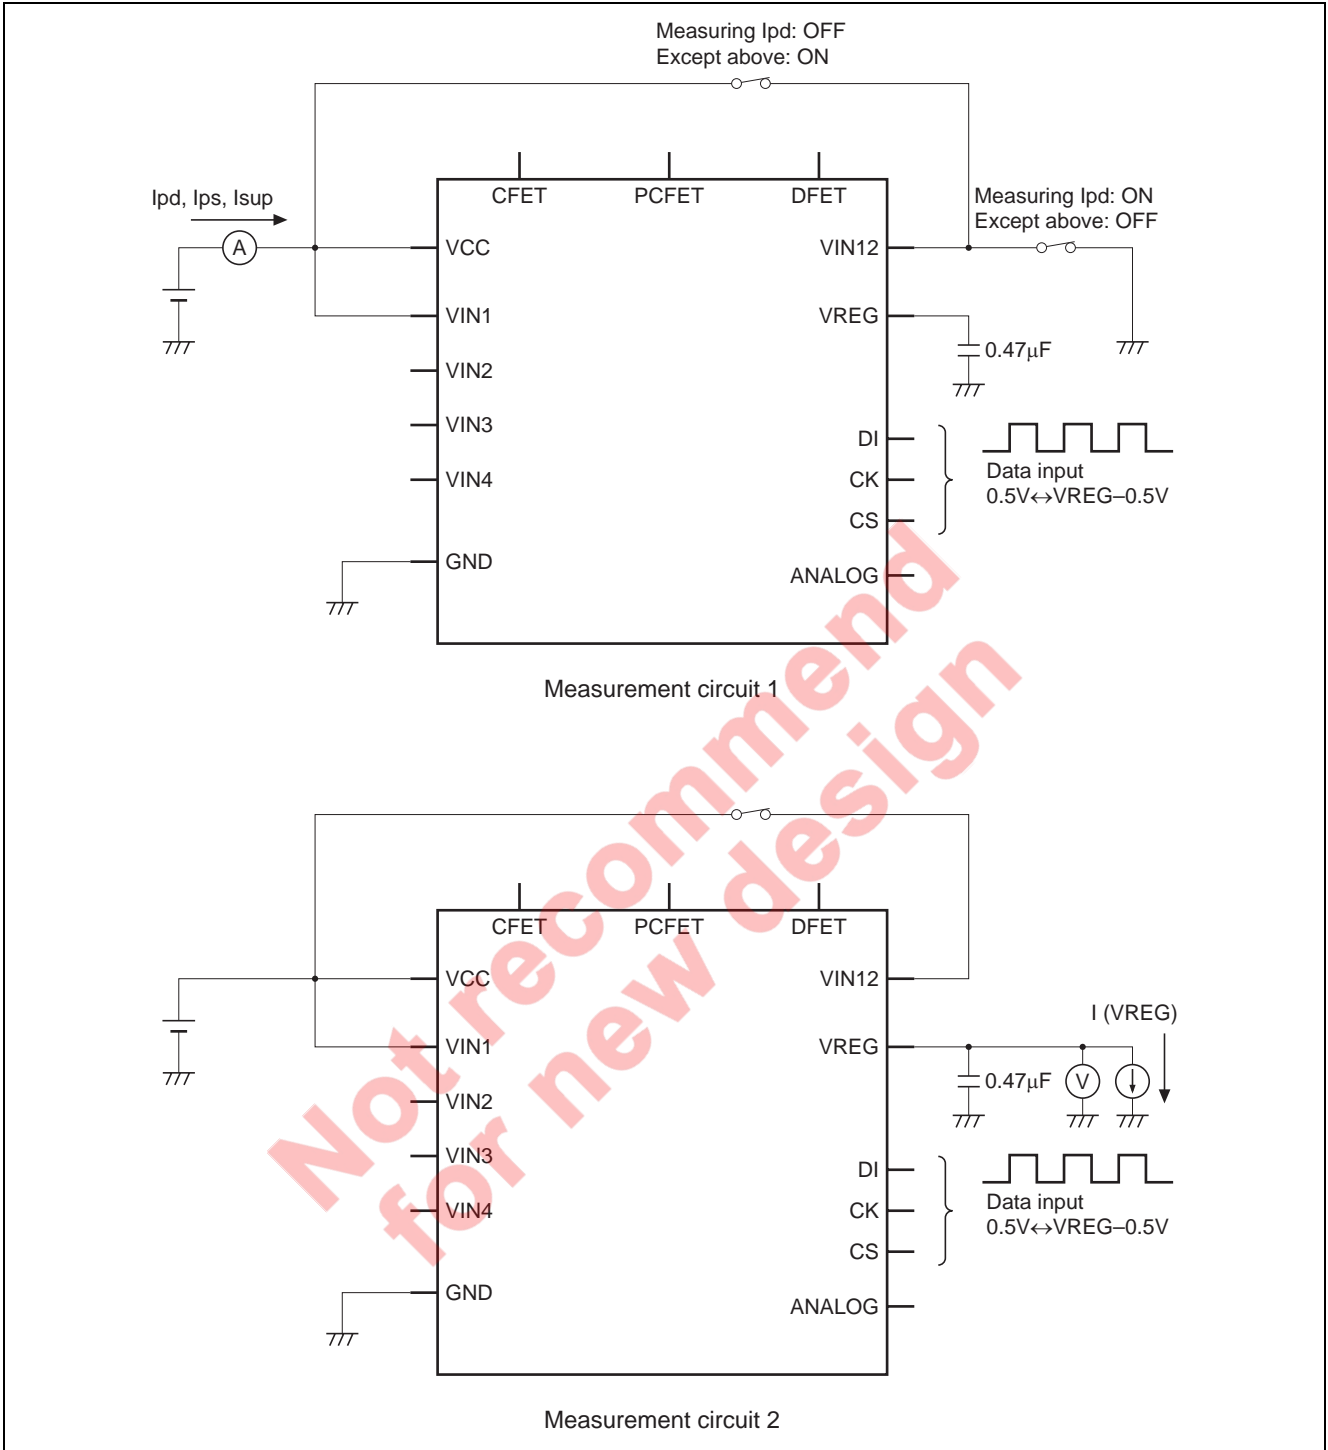 Measuring Ipd: OFF
Except above: ON
Ipd, Ips, Isup
A
CFET
PCFET
DFET
Measuring Ipd: ON
Except above: OFF
VCC
VIN12
VIN1
VREG
0.47μF
VIN2
VIN3
VIN4
DI
CK
CS
Data input
0.5V↔VREG–0.5V
GND
ANALOG
Measurement circuit 1
Not recommend
for new design
CFET
PCFET
DFET
VCC
VIN12
I (VREG)
VIN1
VREG
0.47μF
V
VIN2
VIN3
VIN4
DI
CK
CS
Data input
0.5V↔VREG–0.5V
GND
ANALOG
Measurement circuit 2